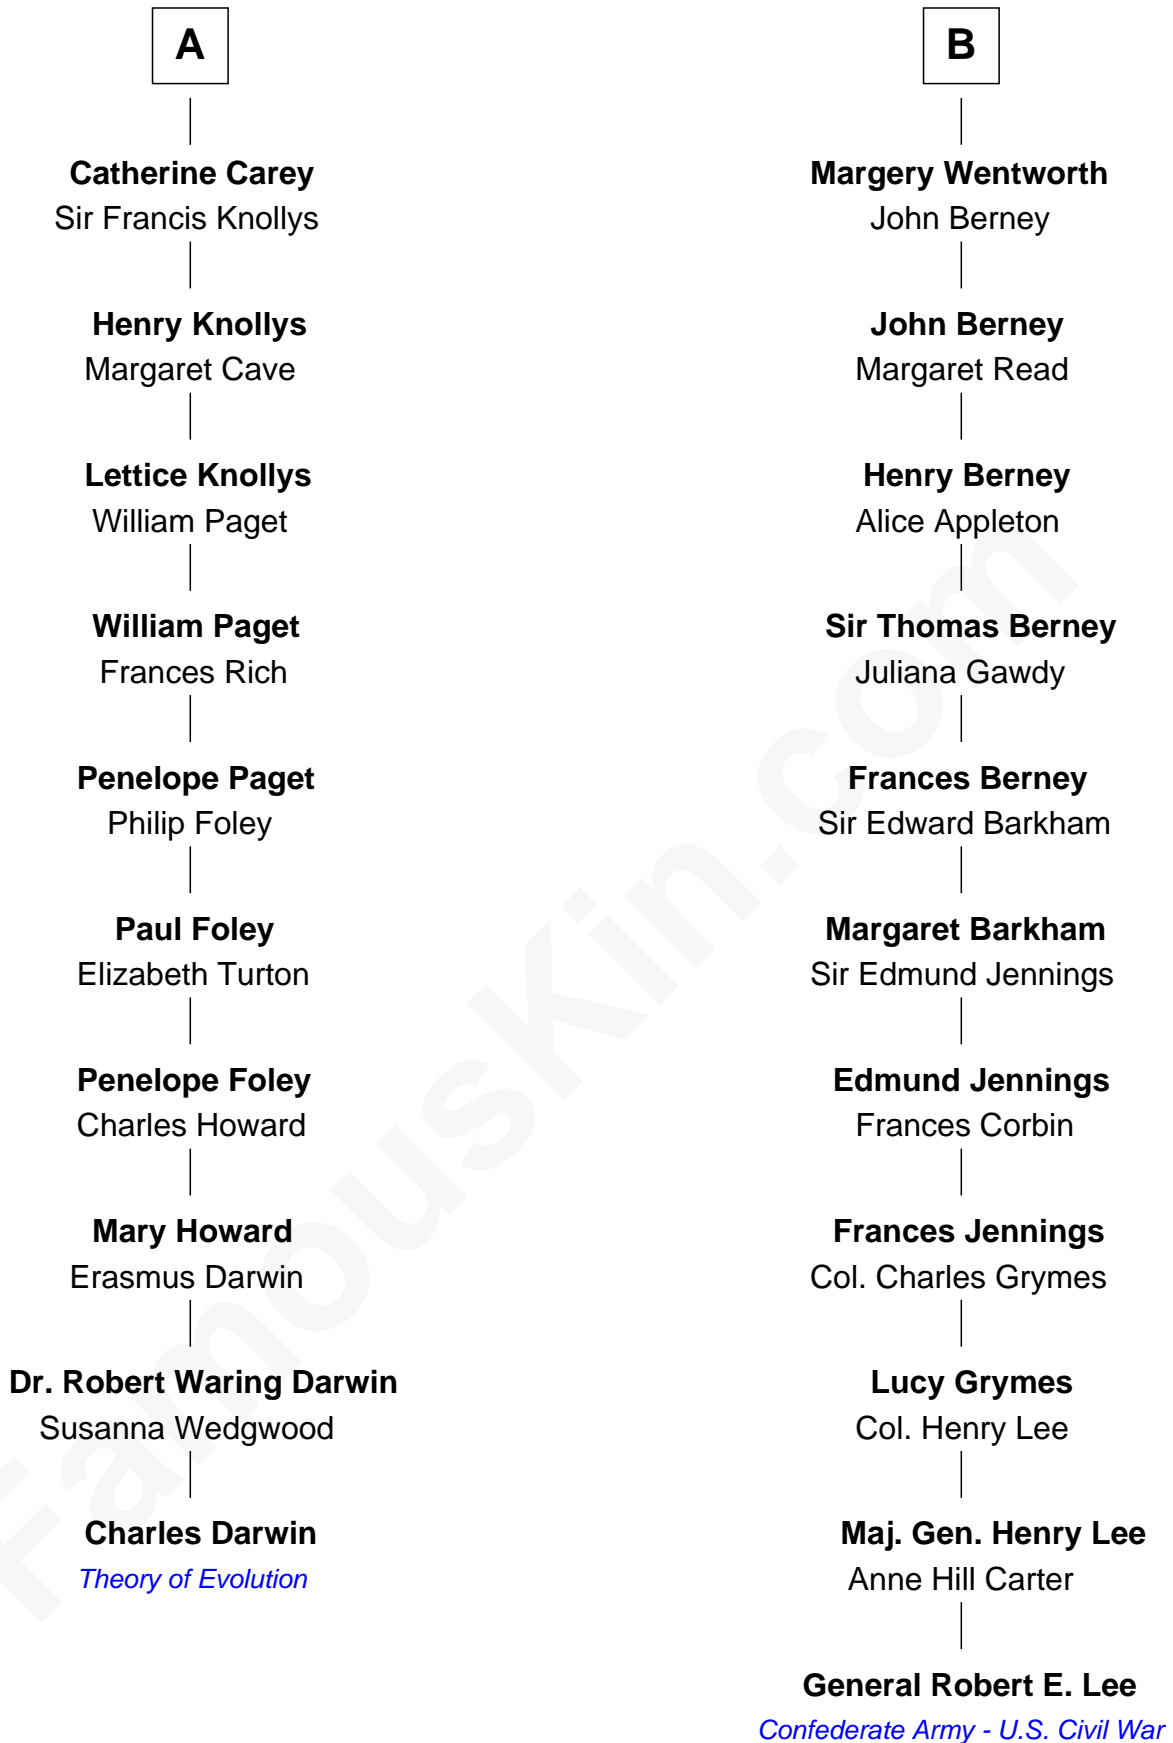 A
Catherine Carey
Sir Francis Knollys
Henry Knollys
Margaret Cave
Lettice Knollys
William Paget
William Paget
Frances Rich
Penelope Paget
Philip Foley
Paul Foley
Elizabeth Turton
Penelope Foley
Charles Howard
Mary Howard
Erasmus Darwin
Dr. Robert Waring Darwin
Susanna Wedgwood
Charles Darwin
Theory of Evolution
B
Margery Wentworth
John Berney
John Berney
Margaret Read
Henry Berney
Alice Appleton
Sir Thomas Berney
Juliana Gawdy
Frances Berney
Sir Edward Barkham
Margaret Barkham
Sir Edmund Jennings
Edmund Jennings
Frances Corbin
Frances Jennings
Col. Charles Grymes
Lucy Grymes
Col. Henry Lee
Maj. Gen. Henry Lee
Anne Hill Carter
General Robert E. Lee
Confederate Army - U.S. Civil War
FamousKin.com